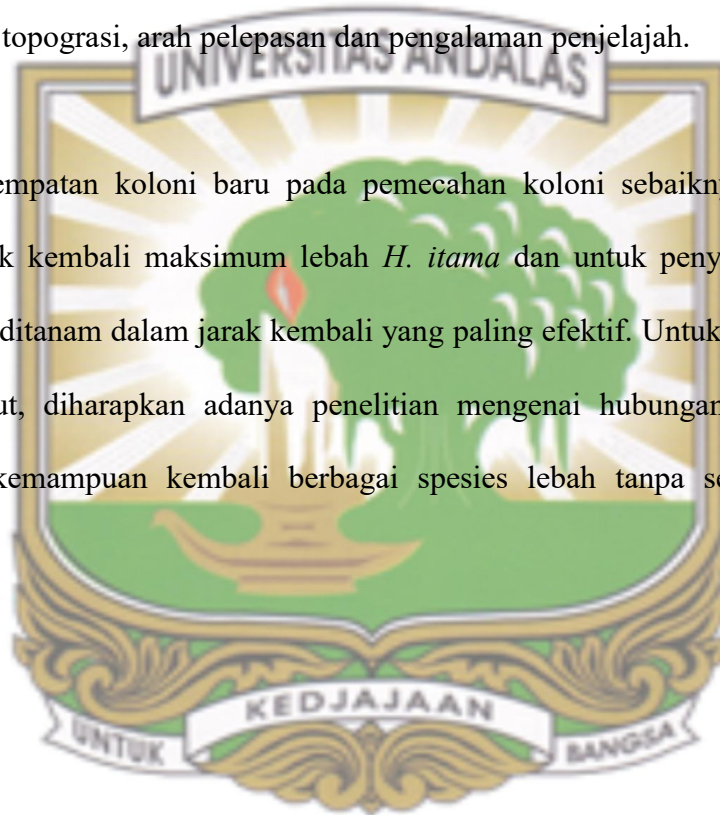 topograsi, arah pelepasan dan pengalaman penjelajah.
UNIVERSITAS ANDALAS
empatan koloni baru pada pemecahan koloni sebaikny
k kembali maksimum lebah H. itama dan untuk peny
ditanam dalam jarak kembali yang paling efektif. Untuk
ut, diharapkan adanya penelitian mengenai hubungan
kemampuan kembali berbagai spesies lebah tanpa se
KEDJAJAAN
UNTUK BANGSA